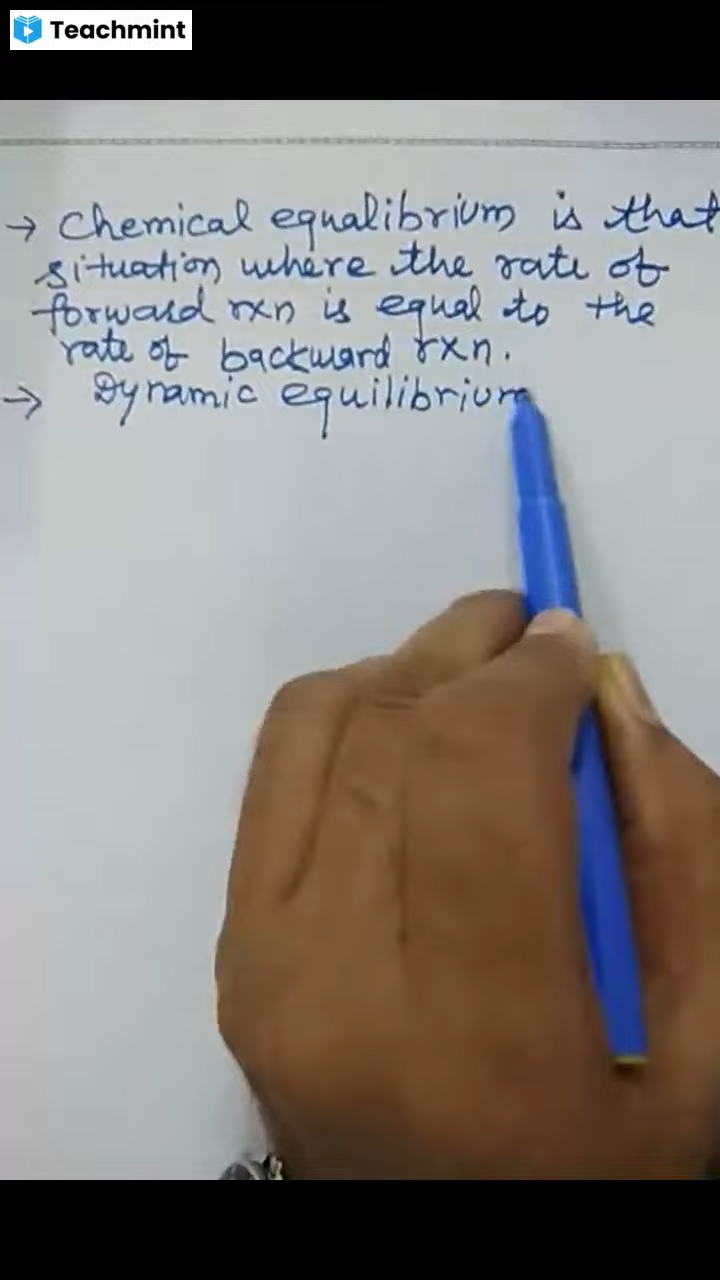 Teachmint
→ Chemical equalibrium is that
situation where the rate of
forward rxn is equal to the
rate of backward rxn.
→ Dynamic equilibrium